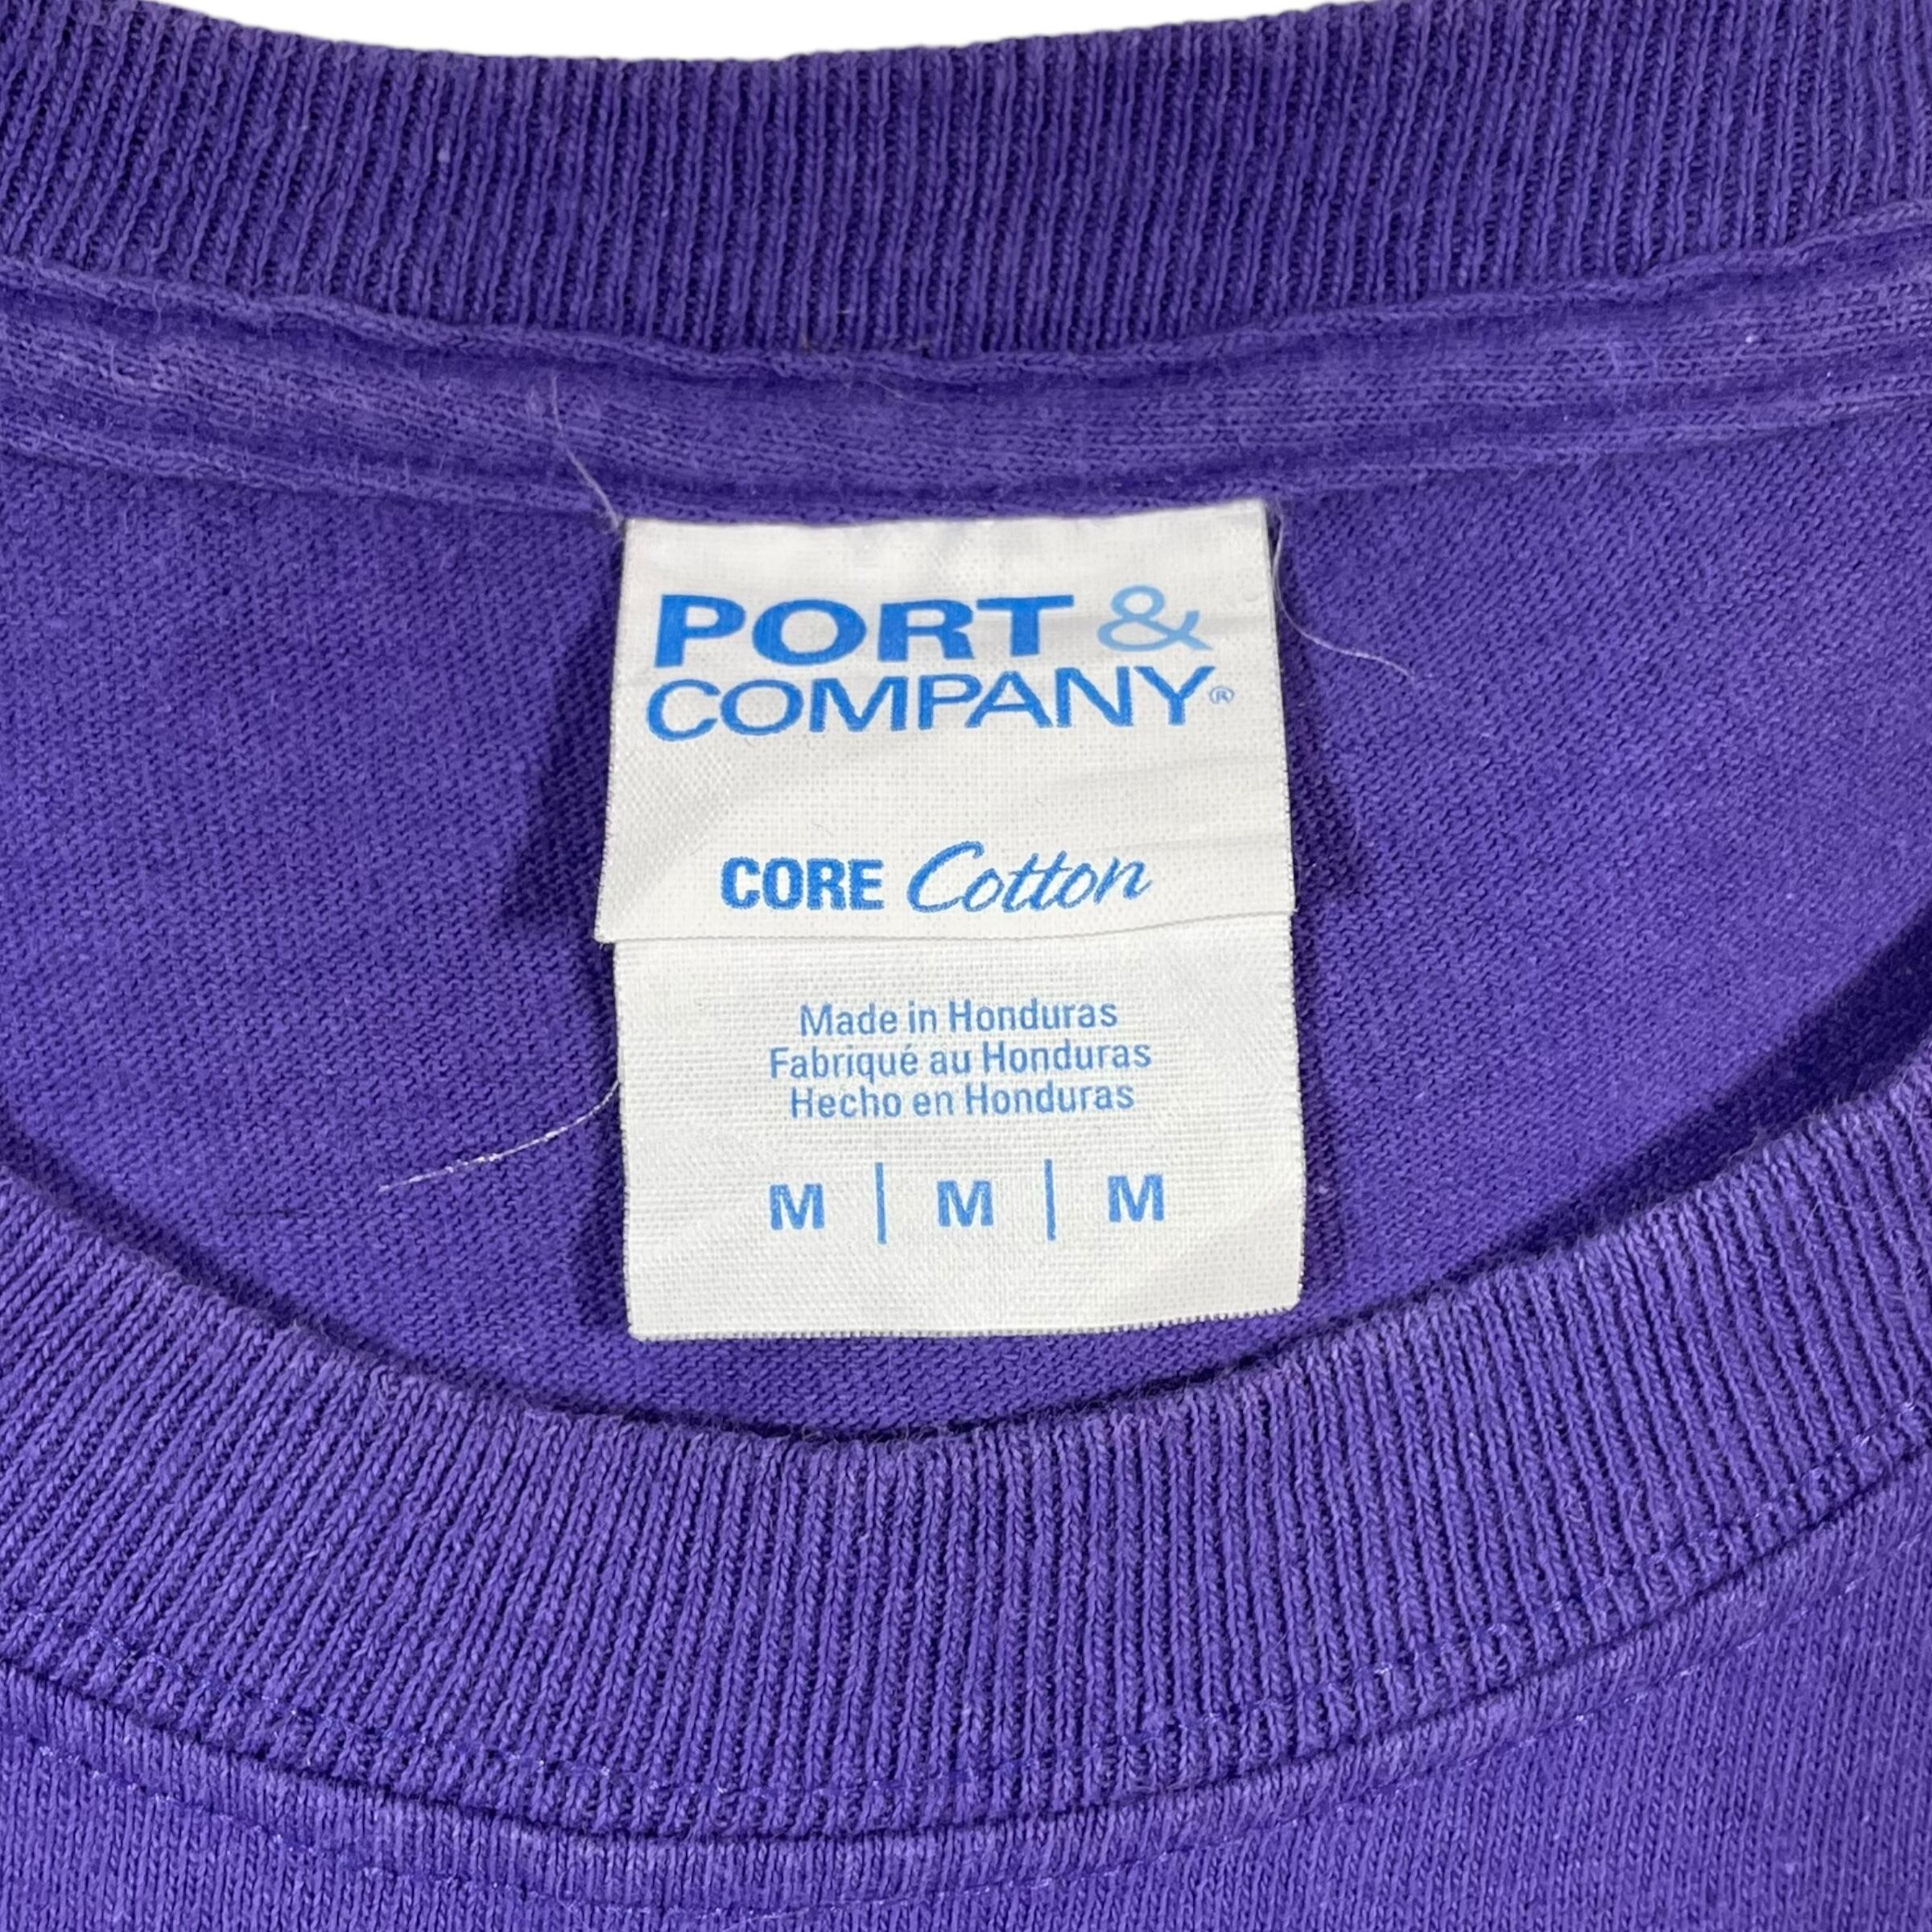 PORT &
COMPANY®
CORE Cotton
Made in Honduras
Fabriqué au Honduras
Hecho en Honduras
M | M | M